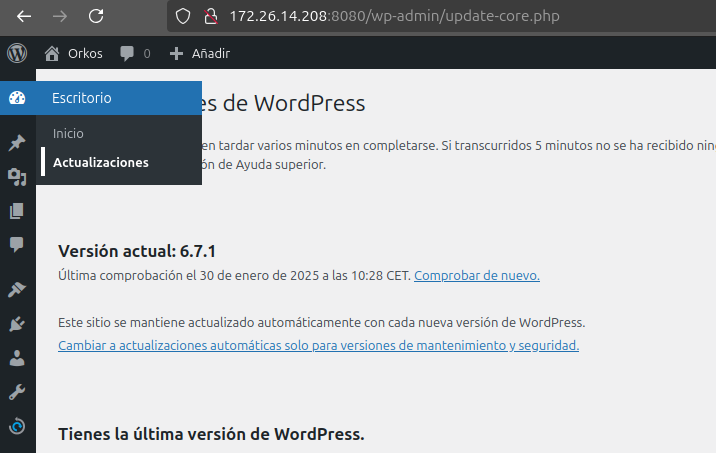 172.26.14.208:8080/wp-admin/update-core.php
Orkos 0 Añadir
Escritorio
es de WordPress
Inicio
en tardar varios minutos en completarse. Si transcurridos 5 minutos no se ha recibido nin
Actualizaciones
ón de Ayuda superior.
Versión actual: 6.7.1
Última comprobación el 30 de enero de 2025 a las 10:28 CET. Comprobar de nuevo.
Este sitio se mantiene actualizado automáticamente con cada nueva versión de WordPress.
Cambiar a actualizaciones automáticas solo para versiones de mantenimiento y seguridad.
Tienes la última versión de WordPress.